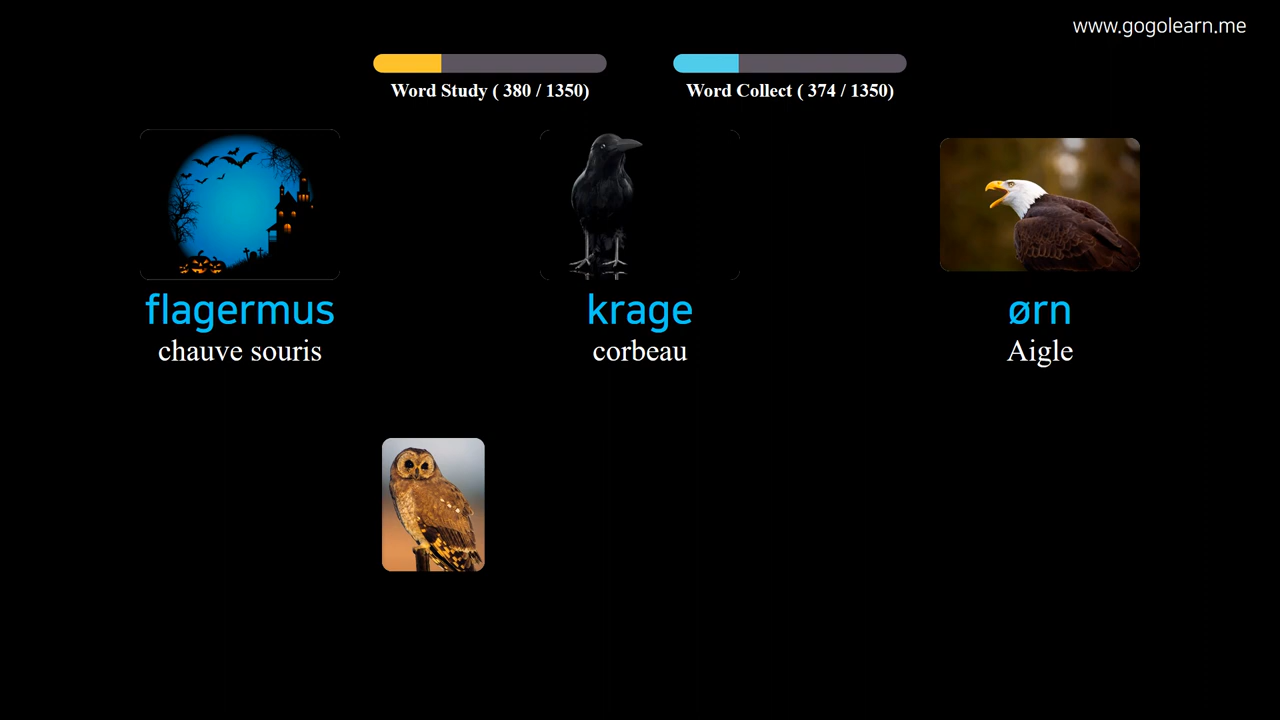 www.gogolearn.me
Word Study ( 380 / 1350)
Word Collect ( 374 / 1350)
flagermus
krage
ørn
chauve souris
corbeau
Aigle